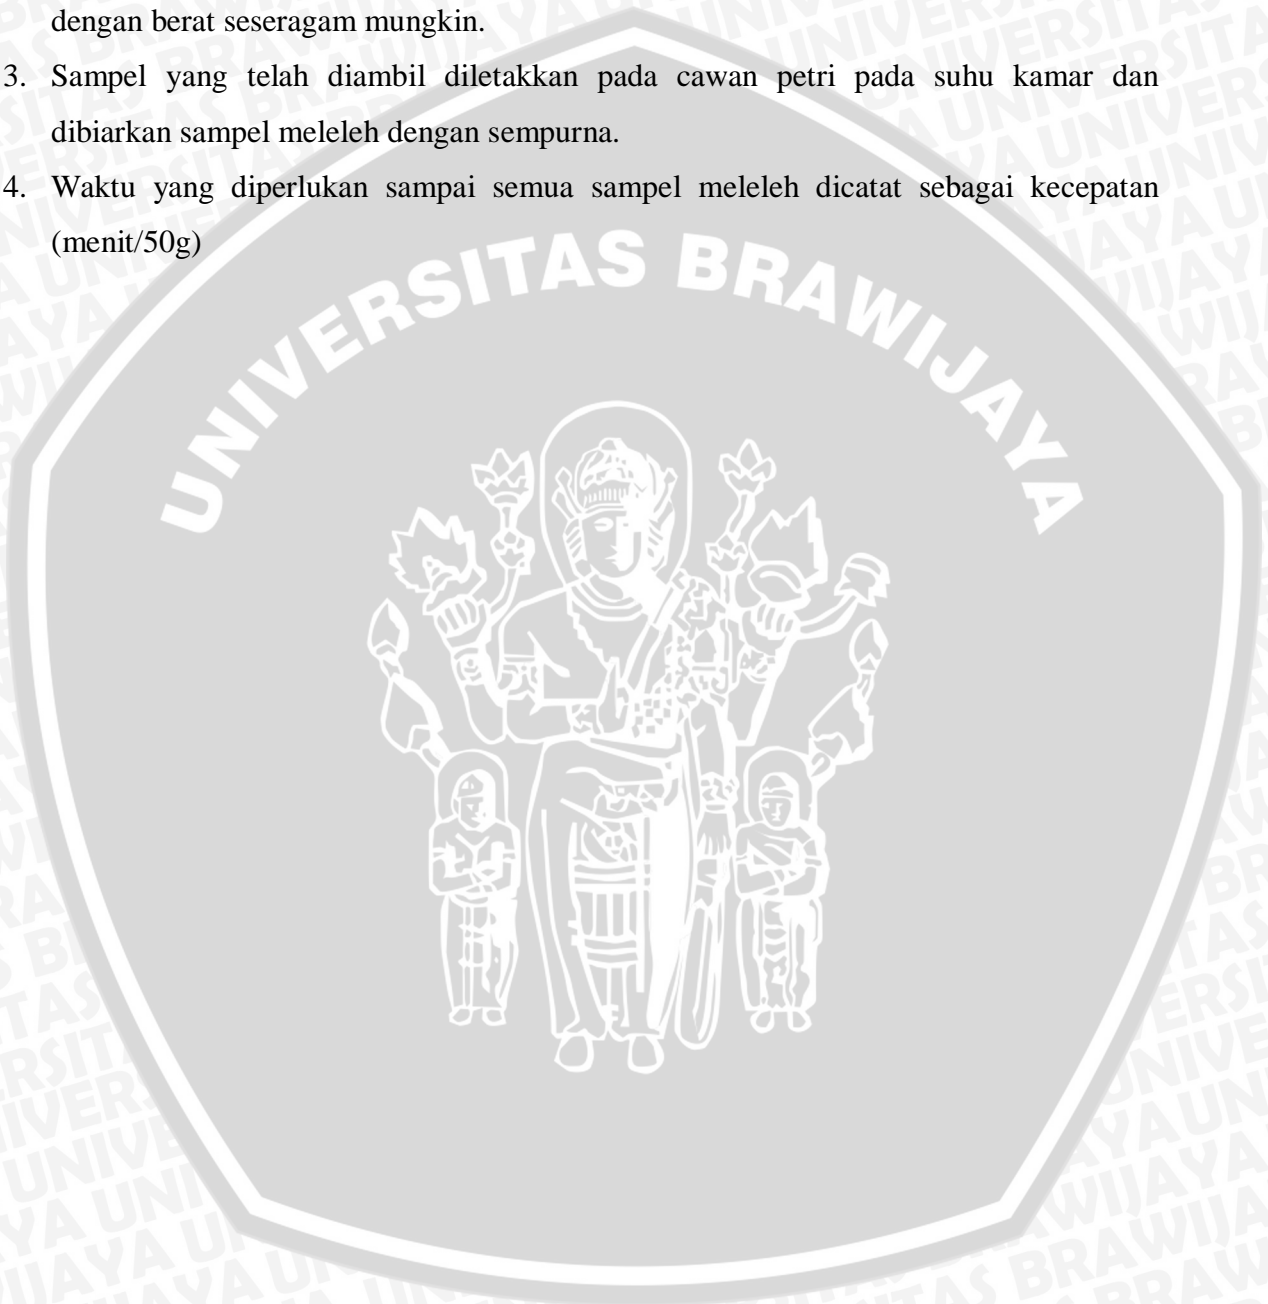 dengan berat seseragam mungkin.
3. Sampel yang telah diambil diletakkan pada cawan petri pada suhu kamar dan
dibiarkan sampel meleleh dengan sempurna.
4. Waktu yang diperlukan sampai semua sampel meleleh dicatat sebagai kecepatan
(menit/50g)
UNIVERSITAS BRAWIJAYA